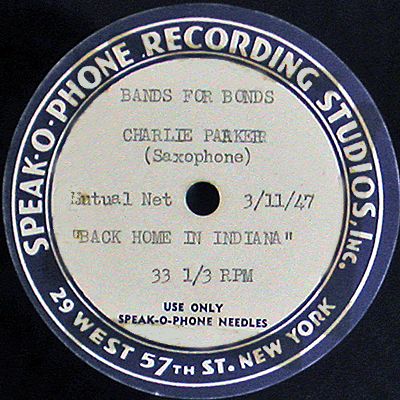 SPEAK-O-PHONE RECORDING STUDIOS INC.
BANDS FOR BONDS
CHARLIE PARKER
(Saxophone)
Mutual Net 3/11/47
"BACK HOME IN INDIANA"
33 1/3 RPM
USE ONLY
SPEAK-O-PHONE NEEDLES
29 WEST 57TH ST. NEW YORK